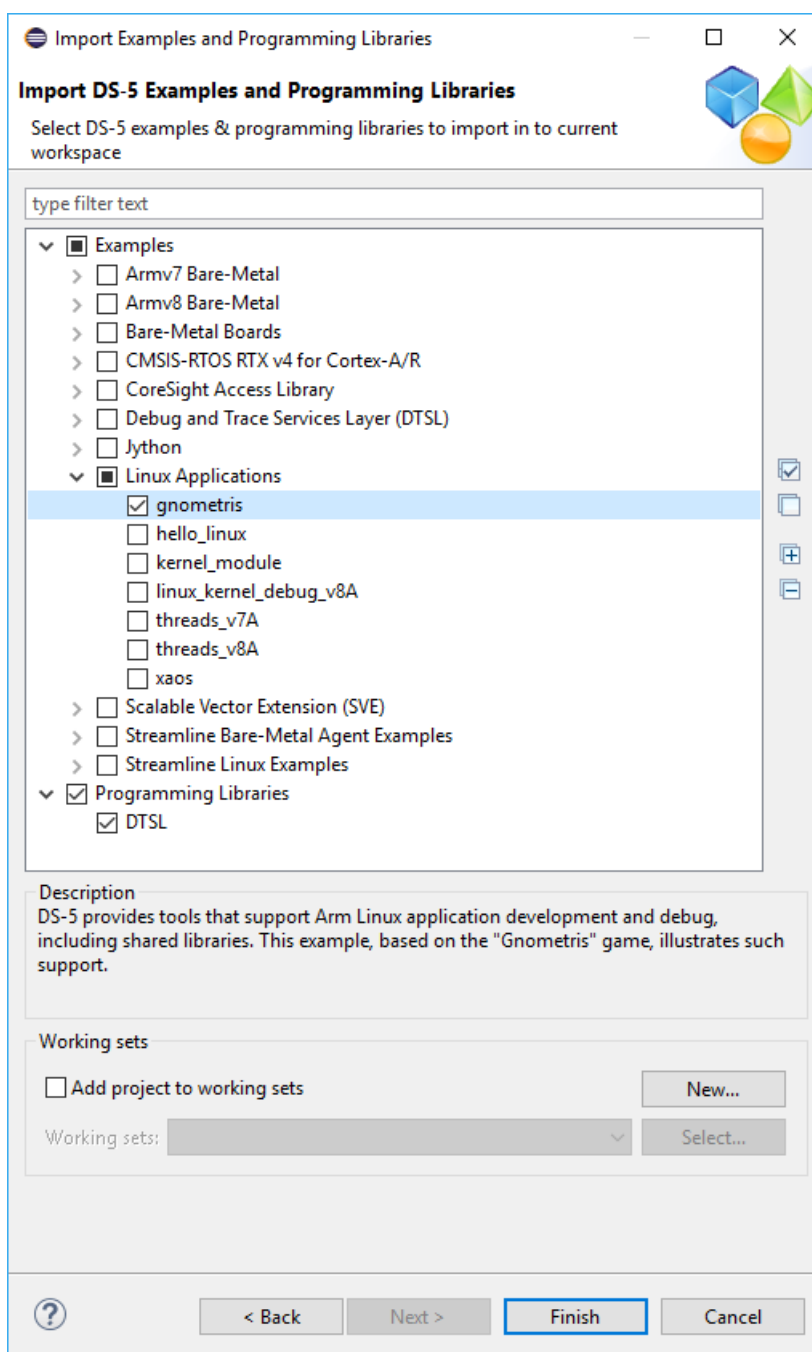 Import Examples and Programming Libraries
Import DS-5 Examples and Programming Libraries
Select DS-5 examples & programming libraries to import in to current
workspace
type filter text
Examples
Armv7 Bare-Metal
Armv8 Bare-Metal
Bare-Metal Boards
CMSIS-RTOS RTX v4 for Cortex-A/R
CoreSight Access Library
Debug and Trace Services Layer (DTSL)
Jython
Linux Applications
gnometris
hello_linux
kernel_module
linux_kernel_debug_v8A
threads_v7A
threads_v8A
xaos
Scalable Vector Extension (SVE)
Streamline Bare-Metal Agent Examples
Streamline Linux Examples
Programming Libraries
DTSL
Description
DS-5 provides tools that support Arm Linux application development and debug,
including shared libraries. This example, based on the "Gnometris" game, illustrates such
support.
Working sets
Add project to working sets
New...
Working sets:
Select...
< Back
Next >
Finish
Cancel